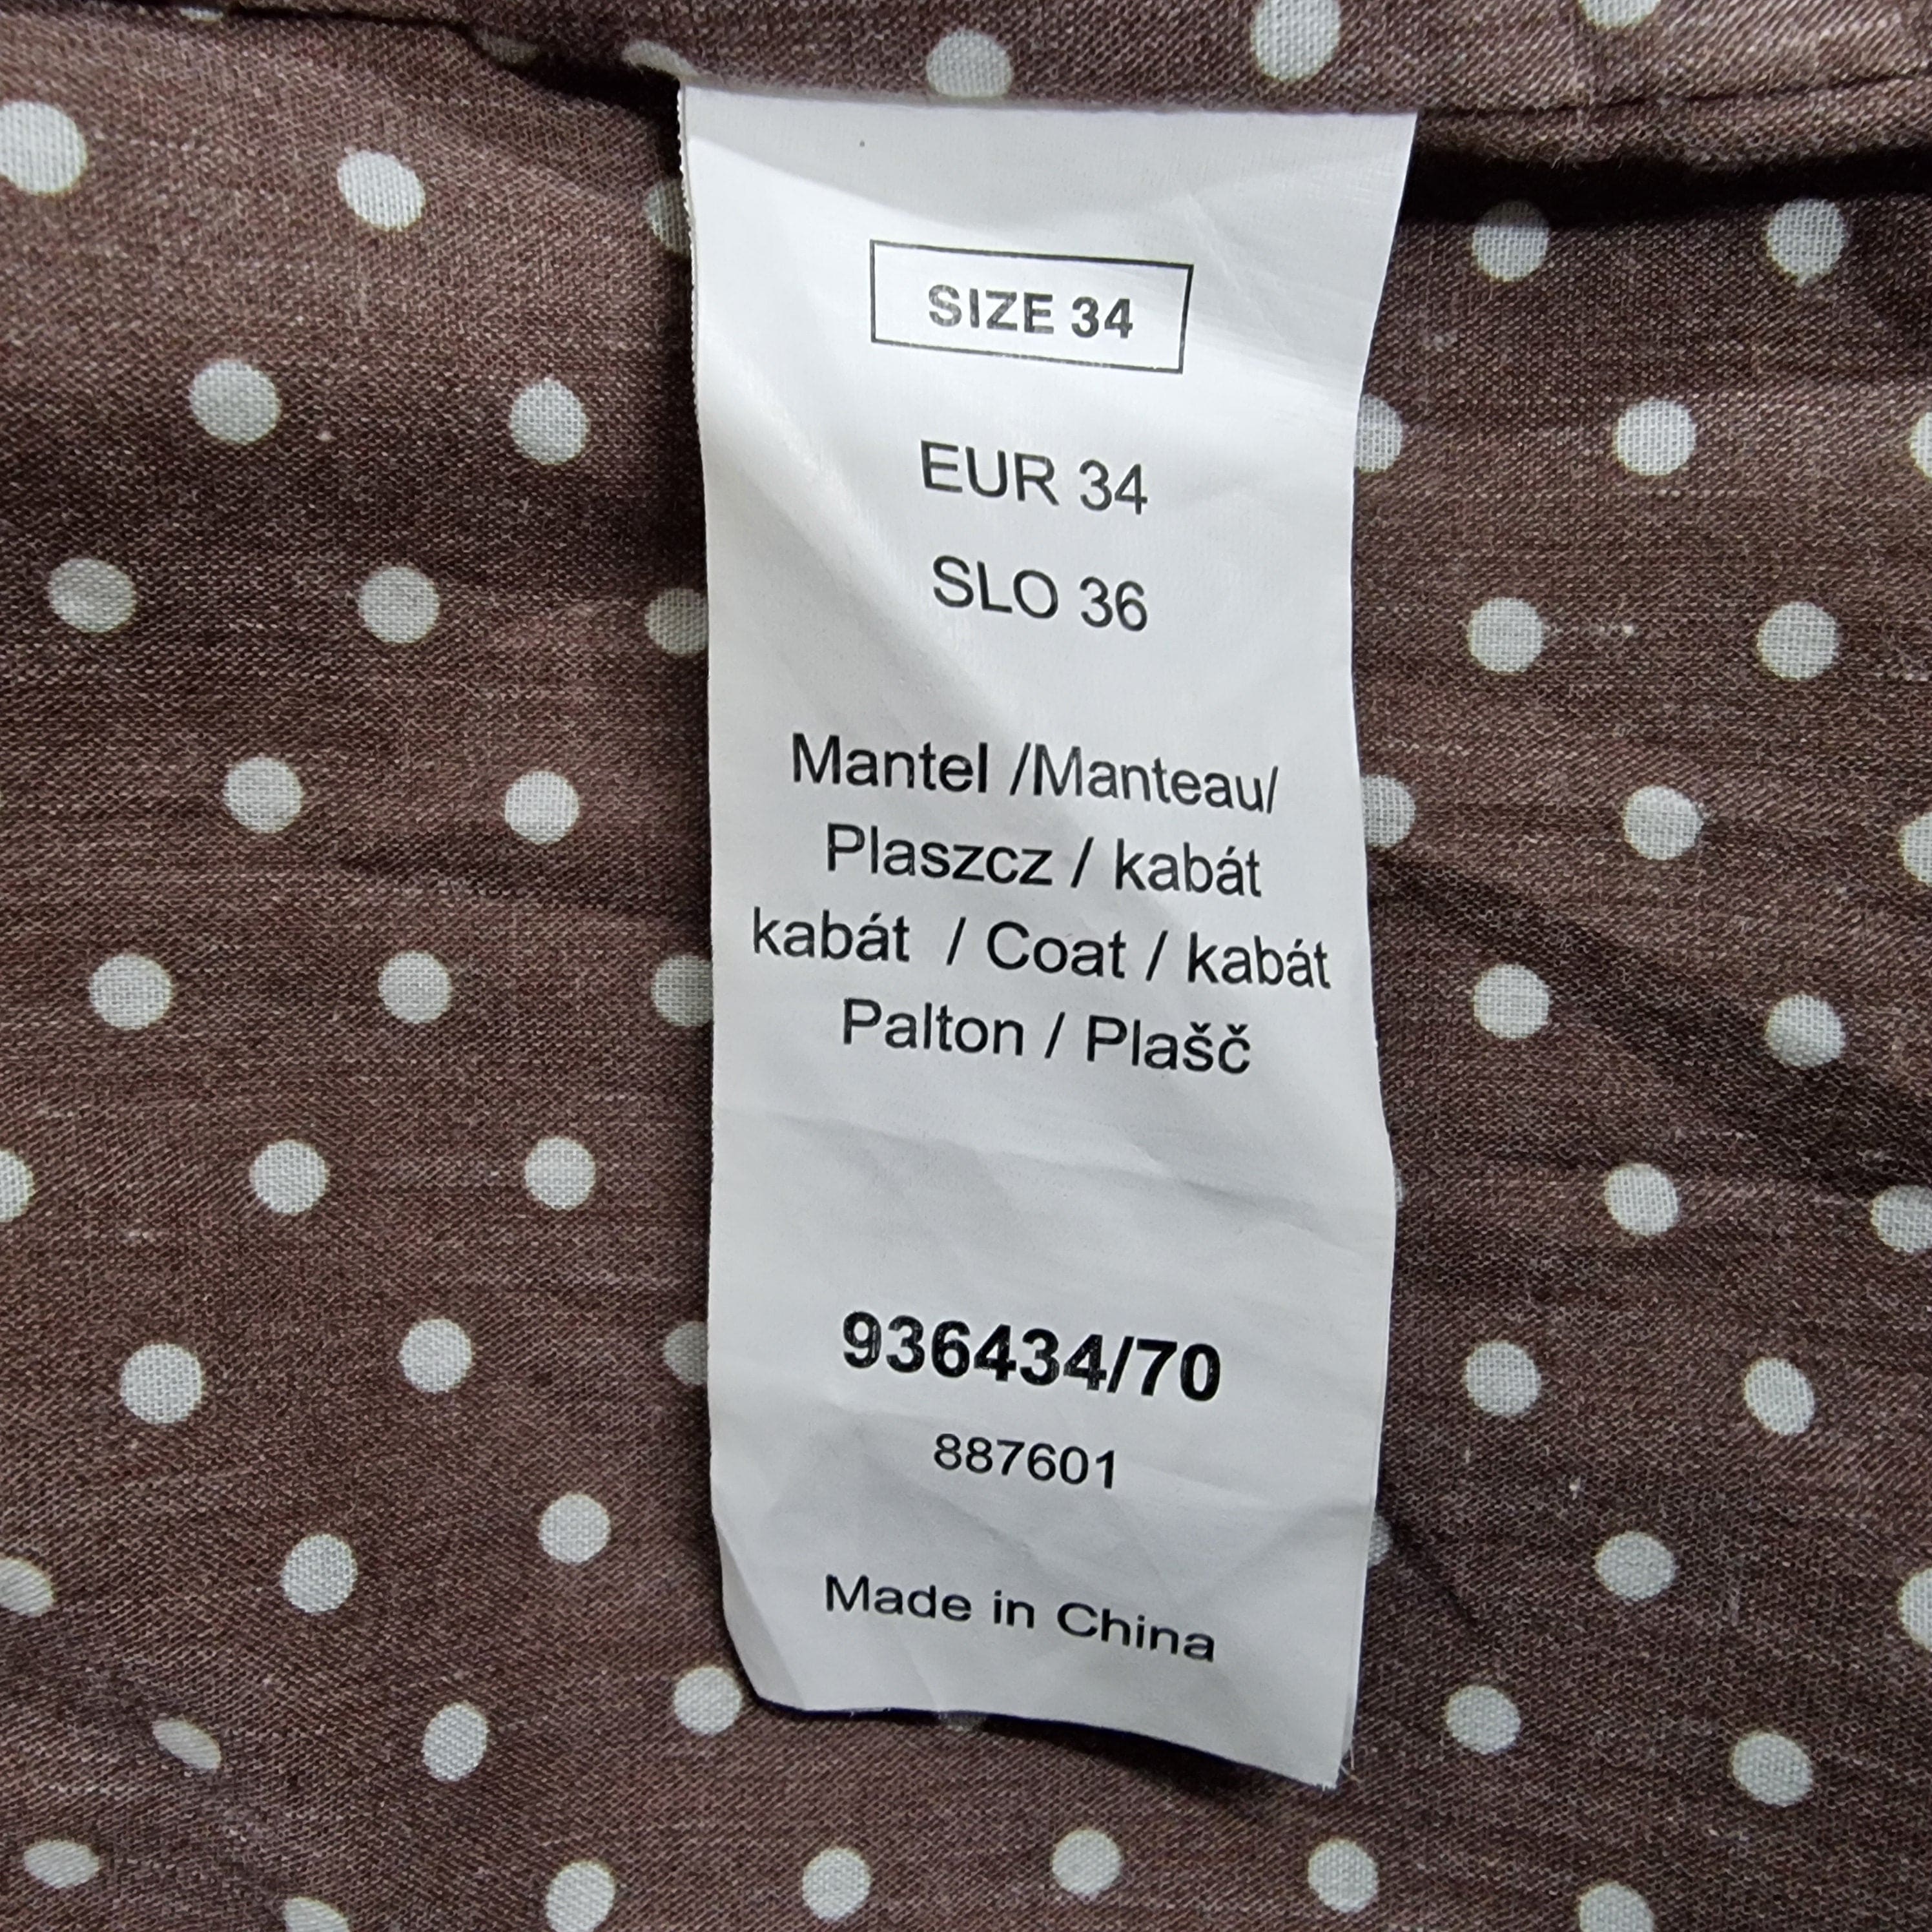 SIZE 34
EUR 34
SLO 36
Mantel /Manteau/
Plaszcz / kabát
kabát / Coat / kabát
Palton / Plašč
936434/70
887601
Made in China